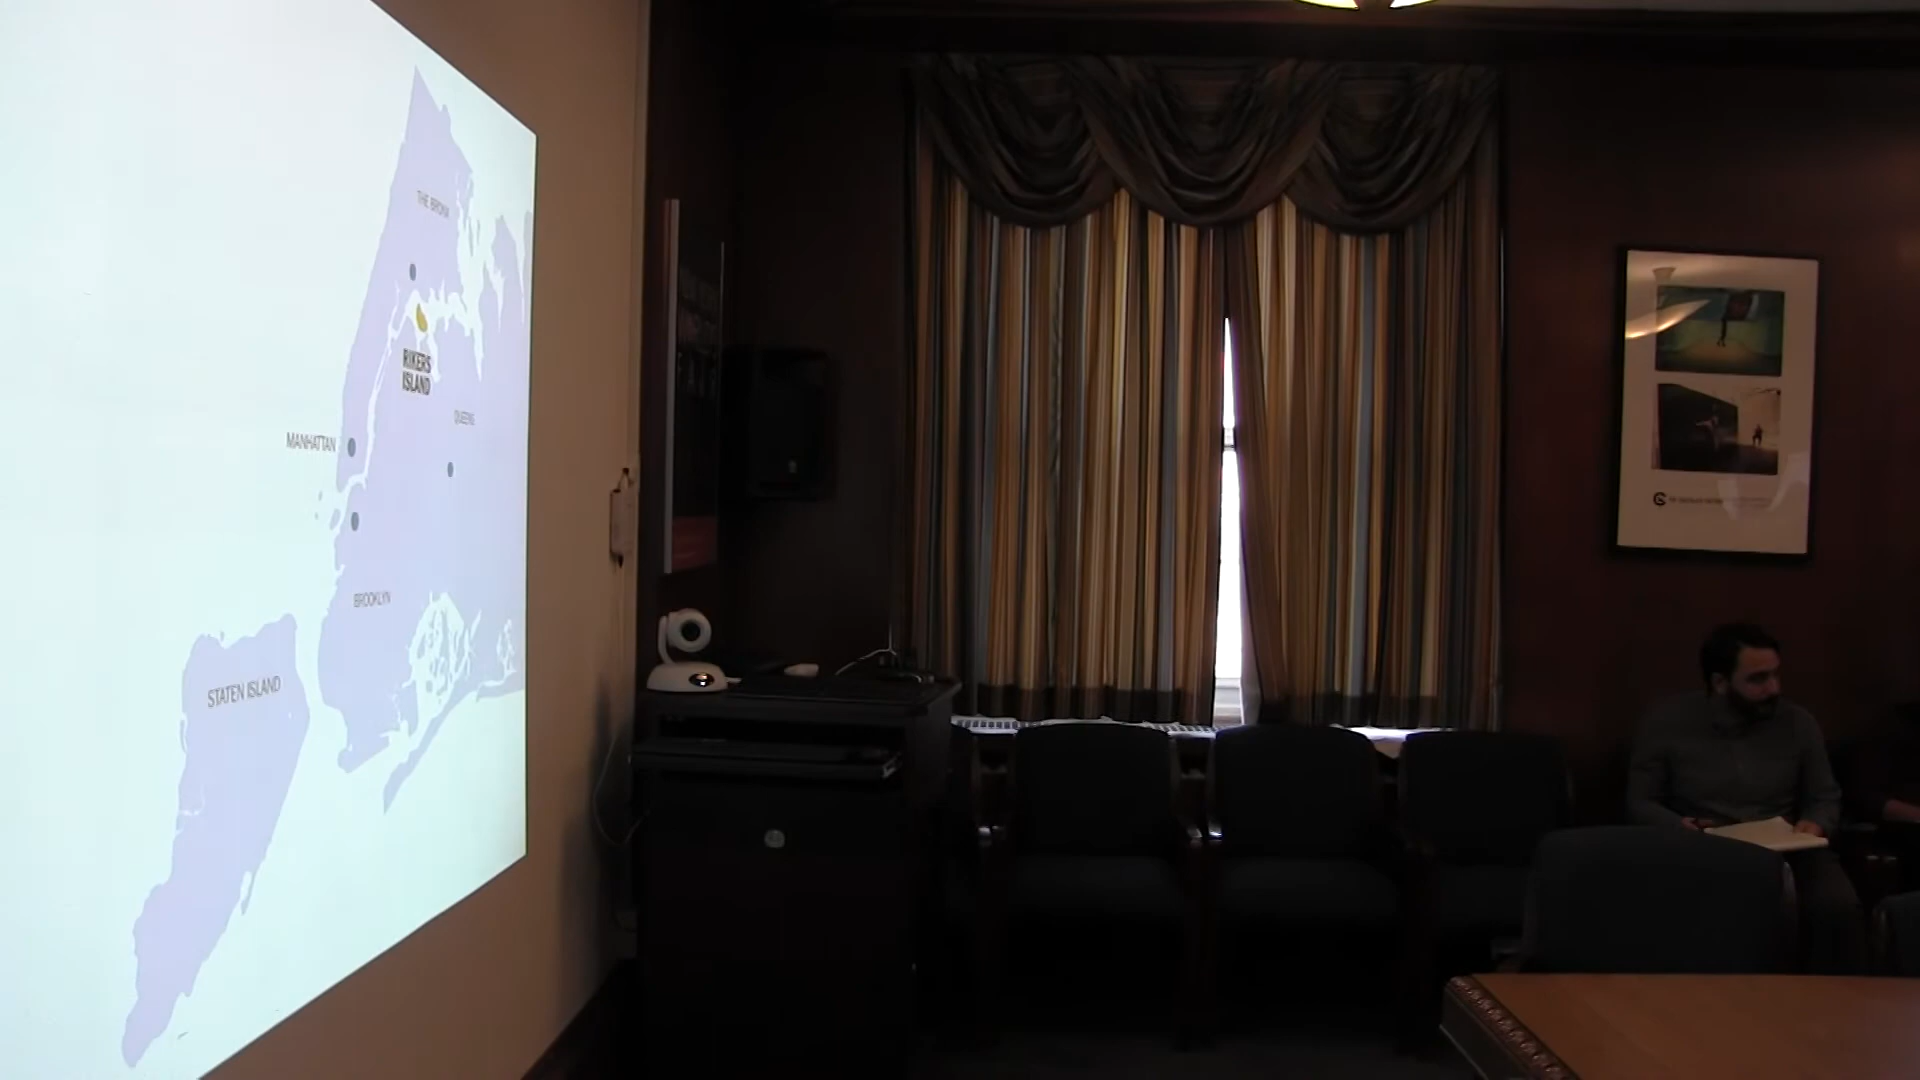 THE BRONX
RIKERS
ISLAND
QUEENS
MANHATTAN
BROOKLYN
STATEN ISLAND